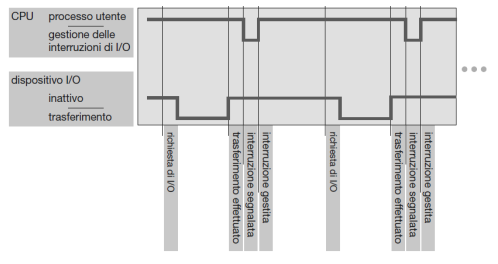 CPU processo utente
gestione delle
interruzioni di I/O
dispositivo I/O
inattivo
trasferimento
richiesta di I/O
trasferimento effettuato
interruzione segnalata
interruzione gestita
richiesta di I/O
trasferimento effettuato
interruzione segnalata
interruzione gestita